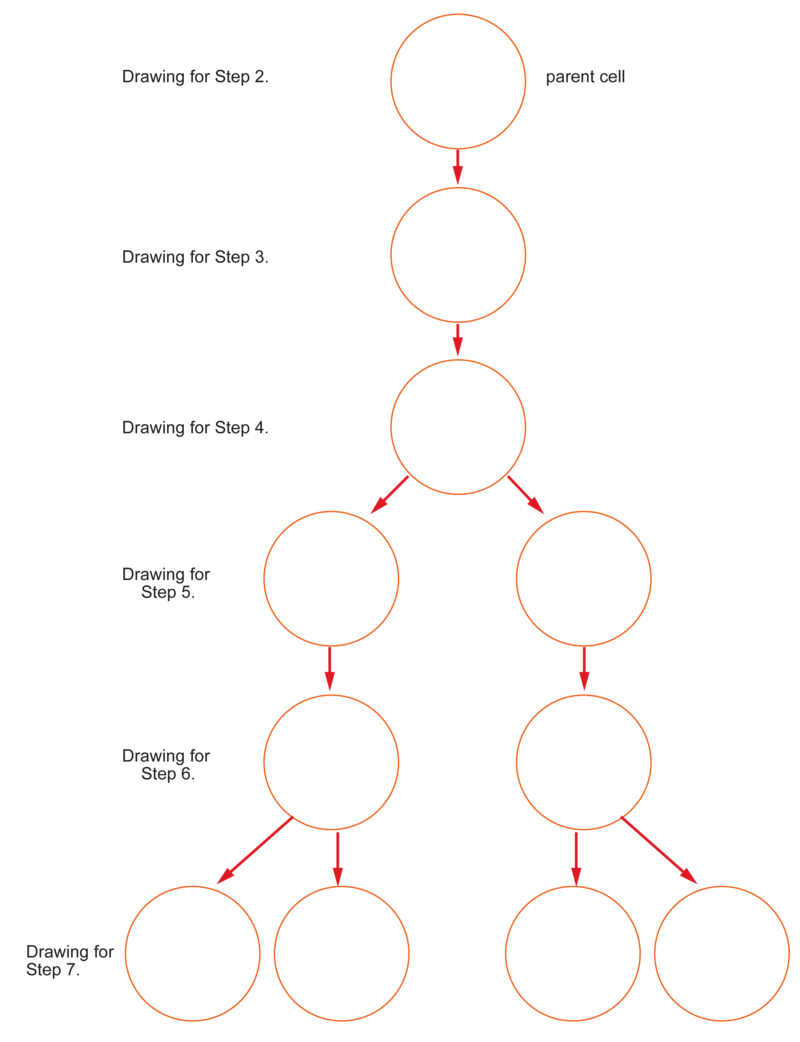 Drawing for Step 2.
parent cell
Drawing for Step 3.
Drawing for Step 4.
Drawing for
Step 5.
Drawing for
Step 6.
Drawing for
Step 7.